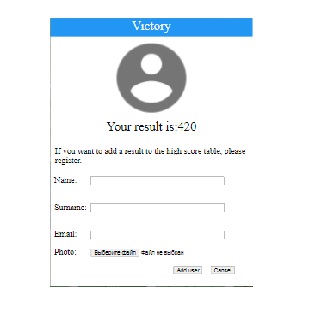 Victory
Your result is:420
If you want to add a result to the high score table, please
register.
Name:
Surname:
Email:
Photo: Выберите файл Файл не выбран
Add user Cancel